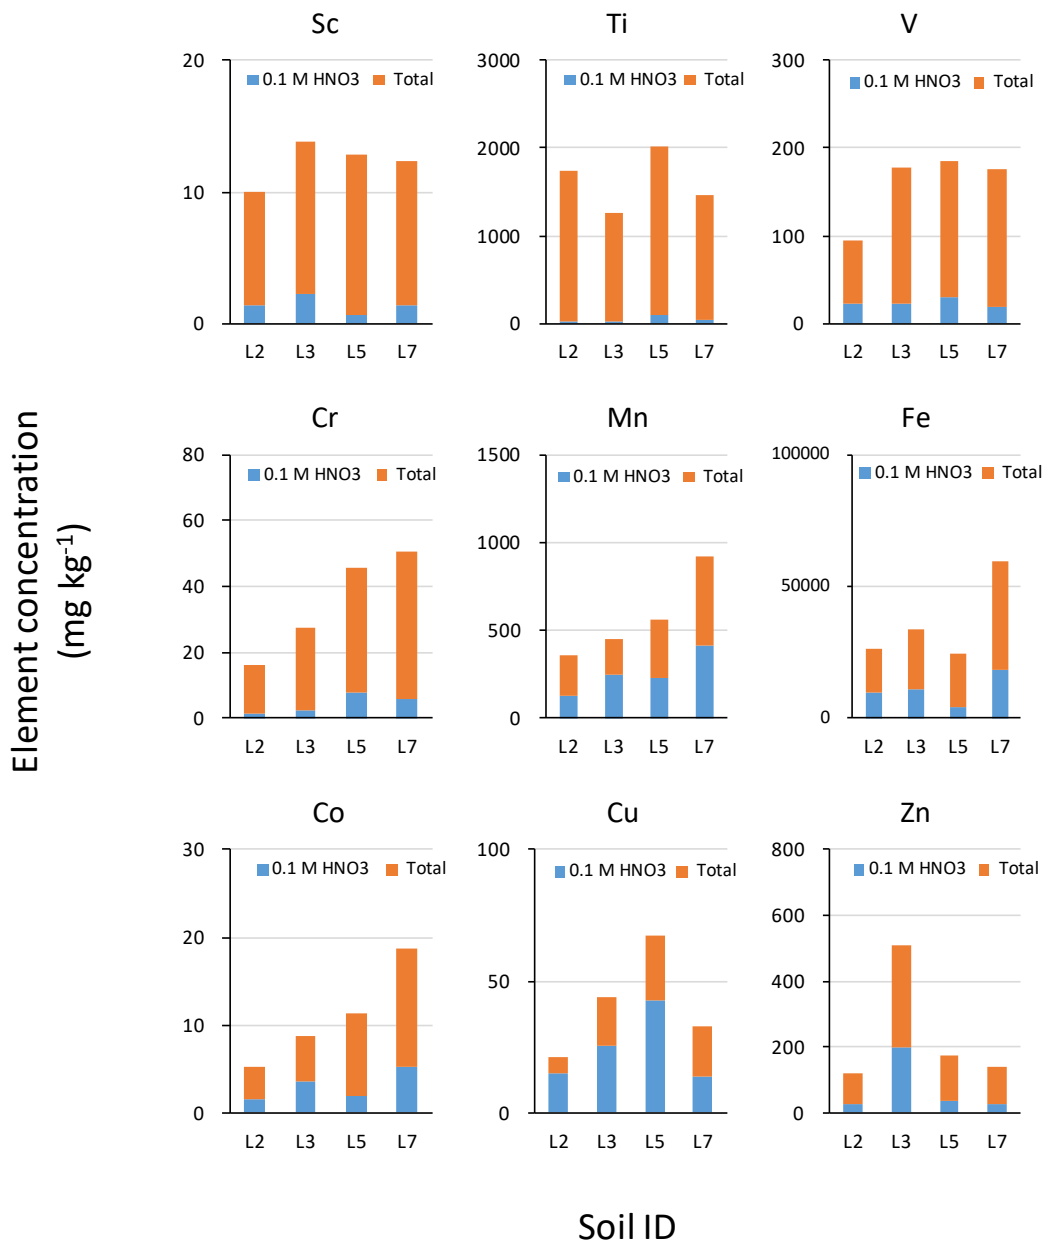 Sc
20
10
0
0.1 M HNO3 Total
L2 L3 L5 L7
Ti
3000
2000
1000
0
0.1 M HNO3 Total
L2 L3 L5 L7
V
300
200
100
0
0.1 M HNO3 Total
L2 L3 L5 L7
Element concentration
(mg kg⁻¹)
Cr
80
60
40
20
0
0.1 M HNO3 Total
L2 L3 L5 L7
Mn
1500
1000
500
0
0.1 M HNO3 Total
L2 L3 L5 L7
Fe
100000
50000
0
0.1 M HNO3 Total
L2 L3 L5 L7
Co
30
20
10
0
0.1 M HNO3 Total
L2 L3 L5 L7
Cu
100
50
0
0.1 M HNO3 Total
L2 L3 L5 L7
Zn
800
600
400
200
0
0.1 M HNO3 Total
L2 L3 L5 L7
Soil ID